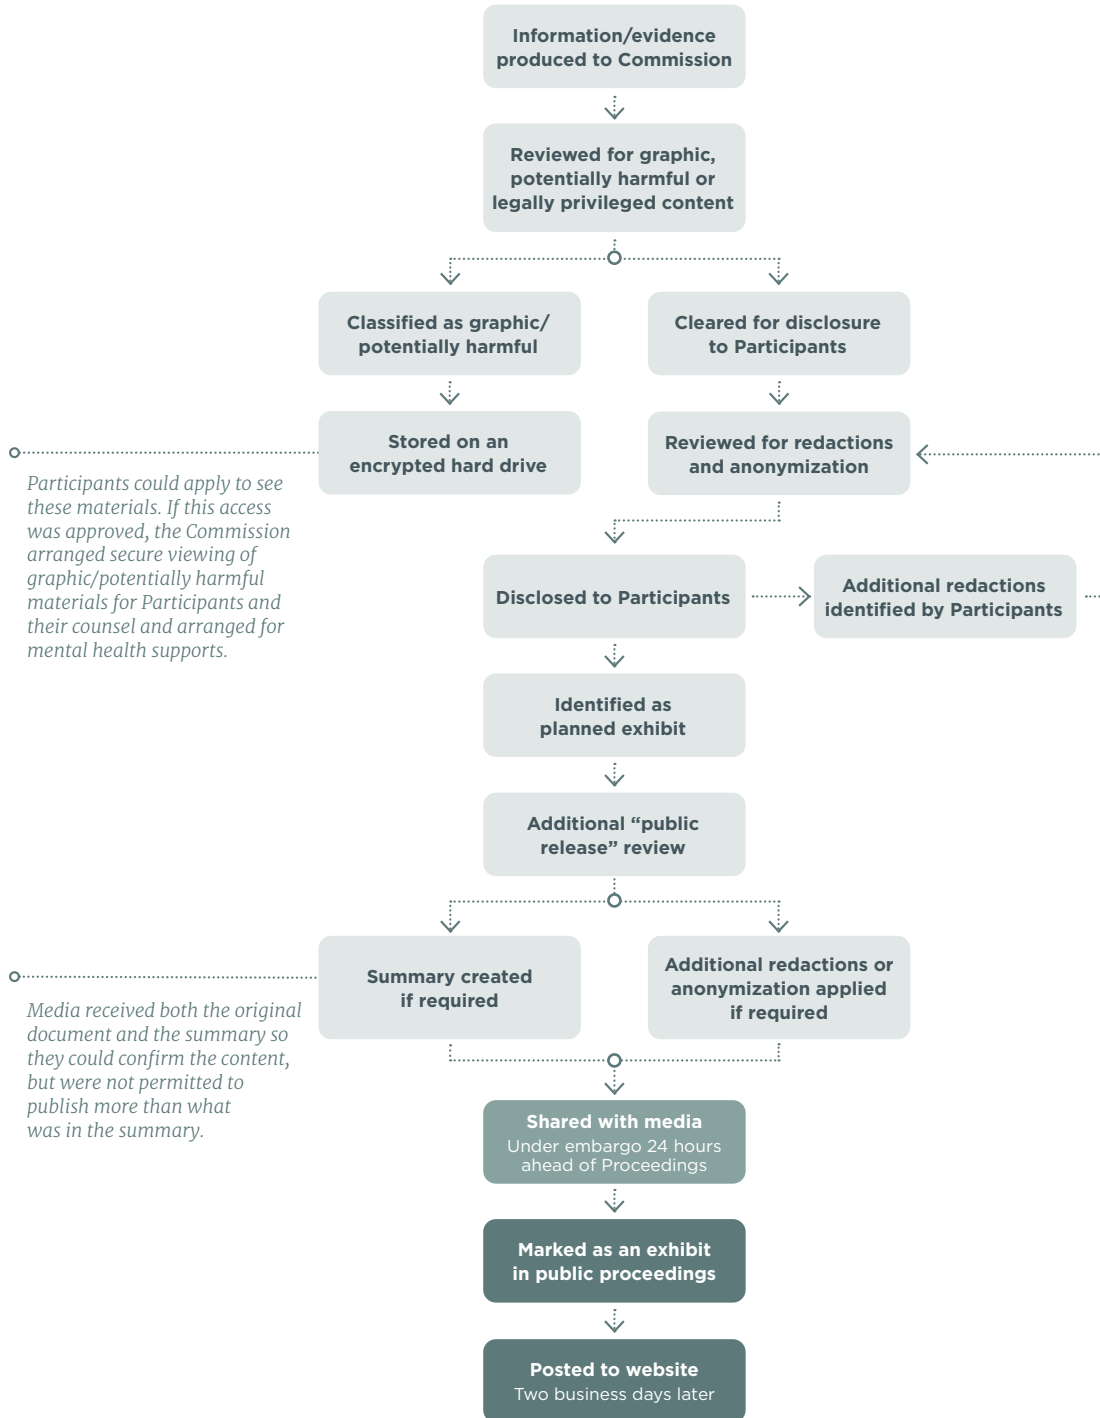 Information/evidence
produced to Commission
Reviewed for graphic,
potentially harmful or
legally privileged content
Classified as graphic/
potentially harmful
Cleared for disclosure
to Participants
Stored on an
encrypted hard drive
Reviewed for redactions
and anonymization
Participants could apply to see
these materials. If this access
was approved, the Commission
arranged secure viewing of
graphic/potentially harmful
materials for Participants and
their counsel and arranged for
mental health supports.
Disclosed to Participants
Additional redactions
identified by Participants
Identified as
planned exhibit
Additional “public
release” review
Summary created
if required
Additional redactions or
anonymization applied
if required
Media received both the original
document and the summary so
they could confirm the content,
but were not permitted to
publish more than what
was in the summary.
Shared with media
Under embargo 24 hours
ahead of Proceedings
Marked as an exhibit
in public proceedings
Posted to website
Two business days later